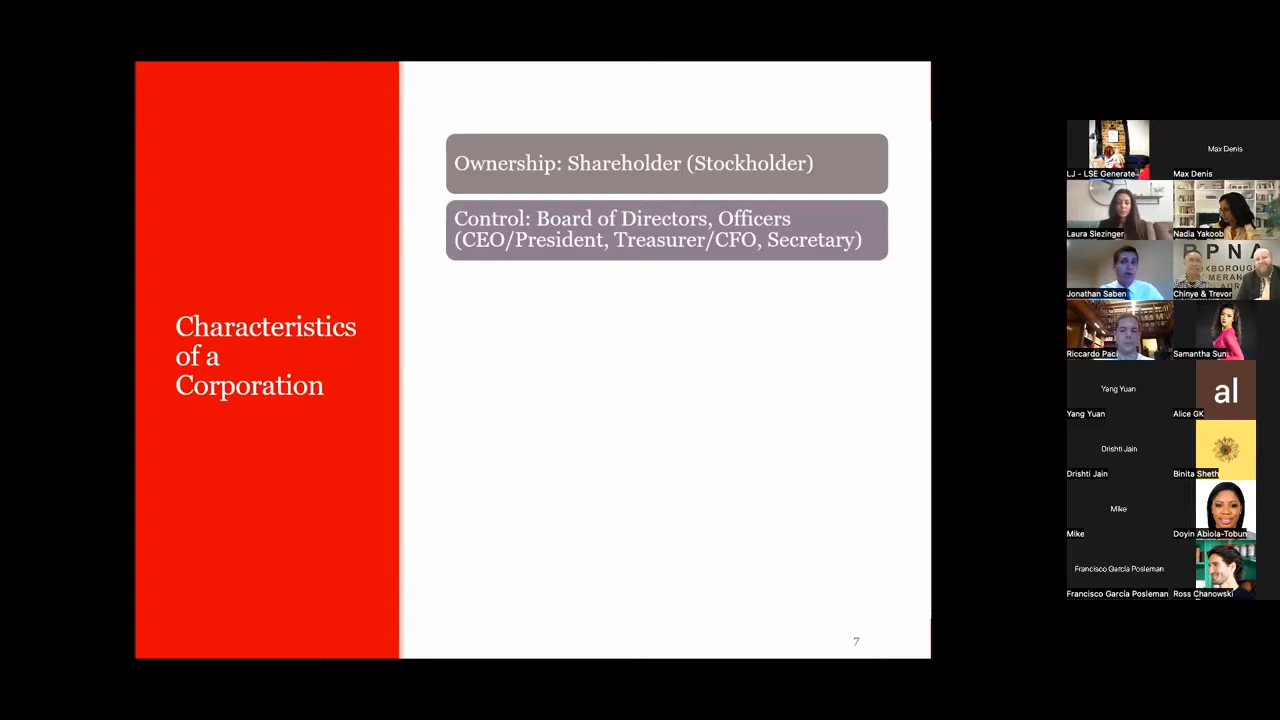 Characteristics
of a
Corporation
Ownership: Shareholder (Stockholder)
Control: Board of Directors, Officers
(CEO/President, Treasurer/CFO, Secretary)
7
LJ - LSE Generate
Max Denis
Max Denis
Laura Slezinger
Nadia Yakoob
Jonathan Saben
BPNA
Chinye & Trevor
Riccardo Paci
Samantha Sun
Yang Yuan
Yang Yuan
al
Alice GK
Drishti Jain
Drishti Jain
Binita Sheth
Mike
Mike
Doyin Abiola-Tobun
Francisco García Posleman
Francisco García Posleman
Ross Chanowski